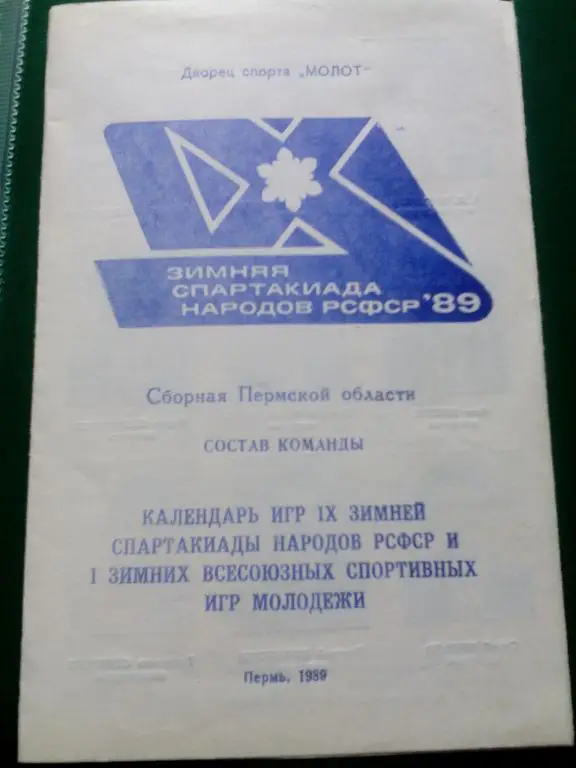 Дворец спорта „МОЛОТ"
ЗИМНЯЯ
СПАРТАКИАДА
НАРОДОВ РСФСР '89
Сборная Пермской области
СОСТАВ КОМАНДЫ
КАЛЕНДАРЬ ИГР IX ЗИМНЕЙ
СПАРТАКИАДЫ НАРОДОВ РСФСР И
I ЗИМНИХ ВСЕСОЮЗНЫХ СПОРТИВНЫХ
ИГР МОЛОДЕЖИ
Пермь, 1989